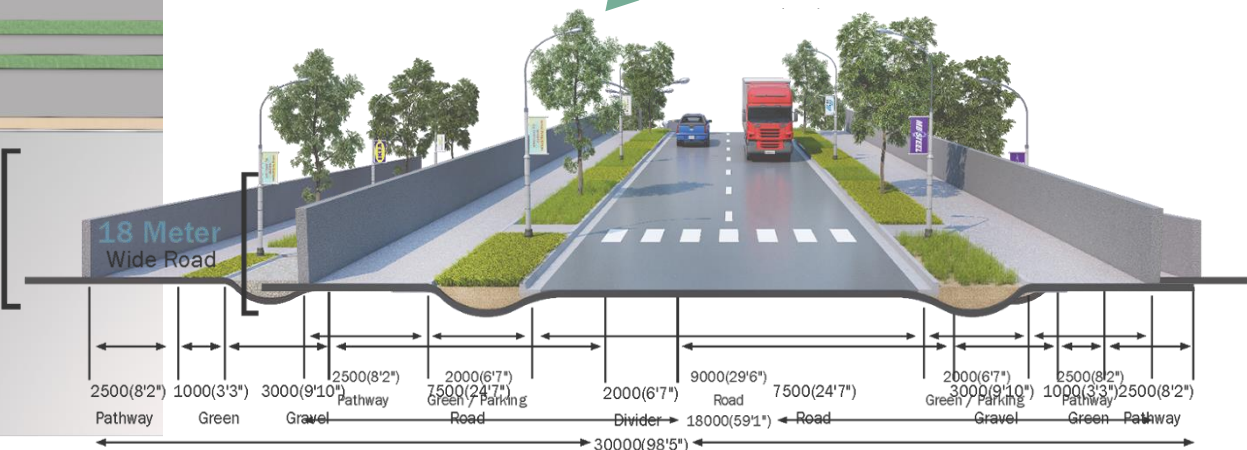 18 Meter
Wide Road
IKEA
MS STEEL
2500(8'2") 1000(3'3") 3000(9'10") 7500(24'7") 2000(6'7") 7500(24'7") 3000(9'10") 1000(3'3") 2500(8'2")
Pathway Green Gravel Road Divider Road Gravel Green Pathway
2500(8'2") 2000(6'7") 9000(29'6") 2000(6'7") 2500(8'2")
Pathway Green / Parking Road Green / Parking Pathway
18000(59'1")
30000(98'5")